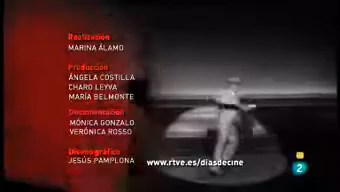 Realización
MARINA ÁLAMO
Producción
ÁNGELA COSTILLA
CHARO LEYVA
MARÍA BELMONTE
Documentación
MÓNICA GONZALO
VERÓNICA ROSSO
Diseño gráfico
JESÚS PAMPLONA
www.rtve.es/diasdecine
2